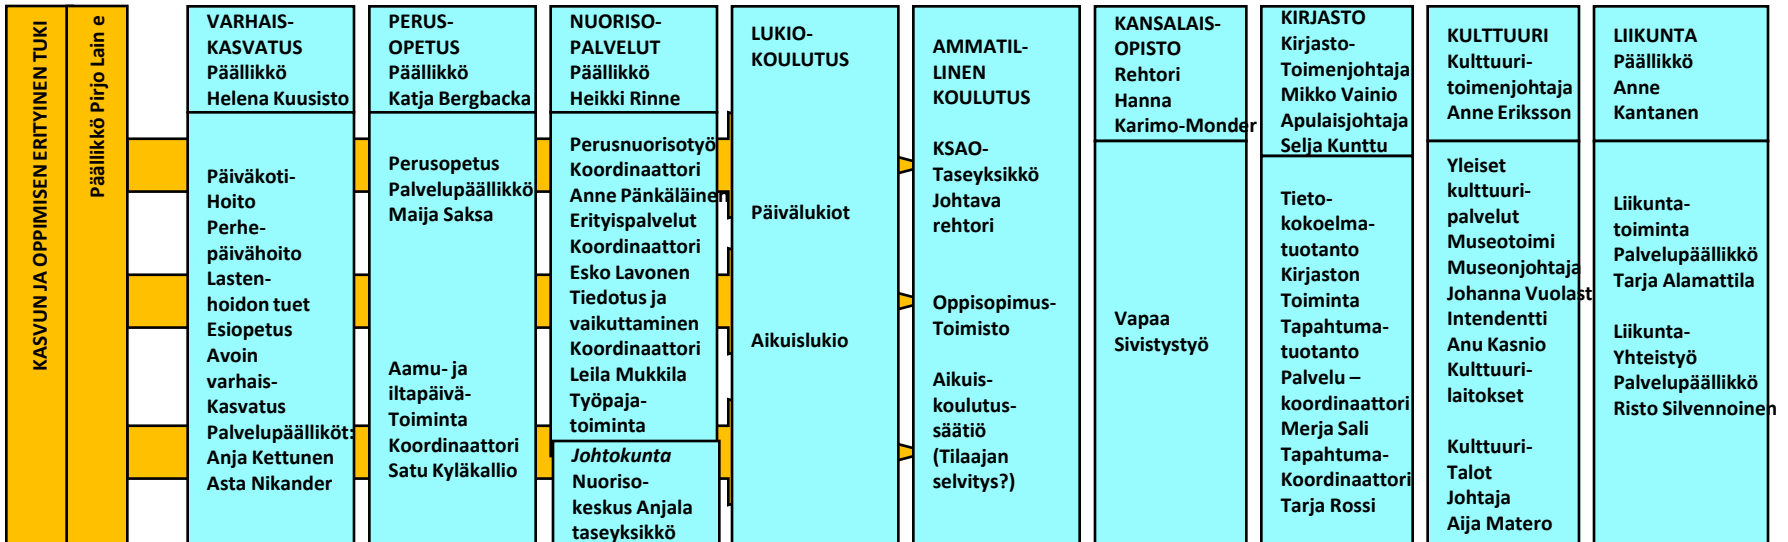 KASVUN JA OPPIMISEN ERITYINEN TUKI
Päällikkö Pirjo Lain e
VARHAIS-
KASVATUS
Päällikkö
Helena Kuusisto
Päiväkoti-
Hoito
Perhe-
päivähoito
Lasten-
hoidon tuet
Esiopetus
Avoin
varhais-
Kasvatus
Palvelupäälliköt:
Anja Kettunen
Asta Nikander
PERUS-
OPETUS
Päällikkö
Katja Bergbacka
Perusopetus
Palvelupäällikkö
Maija Saksa
Aamu- ja
iltapäivä-
Toiminta
Koordinaattori
Satu Kyläkallio
NUORISO-
PALVELUT
Päällikkö
Heikki Rinne
Perusnuorisotyö
Koordinaattori
Anne Pänkäläinen
Erityispalvelut
Koordinaattori
Esko Lavonen
Tiedotus ja
vaikuttaminen
Koordinaattori
Leila Mukkila
Työpaja-
toiminta
Johtokunta
Nuoriso-
keskus Anjala
taseyksikkö
LUKIO-
KOULUTUS
Päivälukiot
Aikuislukio
AMMATIL-
LINEN
KOULUTUS
KSAO-
Taseyksikkö
Johtava
rehtori
Oppisopimus-
Toimisto
Aikuis-
koulutus-
säätiö
(Tilaajan
selvitys?)
KANSALAIS-
OPISTO
Rehtori
Hanna
Karimo-Monder
Vapaa
Sivistystyö
KIRJASTO
Kirjasto-
Toimenjohtaja
Mikko Vainio
Apulaisjohtaja
Selja Kunttu
Tieto-
kokoelma-
tuotanto
Kirjaston
Toiminta
Tapahtuma-
tuotanto
Palvelu –
koordinaattori
Merja Sali
Tapahtuma-
Koordinaattori
Tarja Rossi
KULTTUURI
Kulttuuri-
toimenjohtaja
Anne Eriksson
Yleiset
kulttuuri-
palvelut
Museotoimi
Museonjohtaja
Johanna Vuolast
Intendentti
Anu Kasnio
Kulttuuri-
laitokset
Kulttuuri-
Talot
Johtaja
Aija Matero
LIIKUNTA
Päällikkö
Anne
Kantanen
Liikunta-
toiminta
Palvelupäällikkö
Tarja Alamattila
Liikunta-
Yhteistyö
Palvelupäällikkö
Risto Silvennoinen